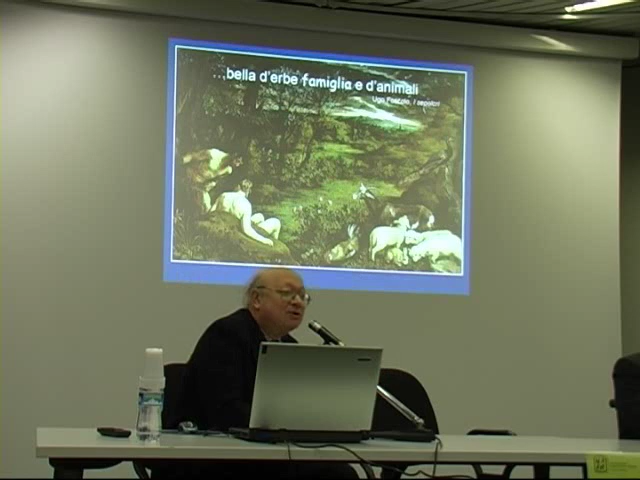 ...bella d'erbe famiglia e d'animali
Ugo Foscolo, I sepolcri